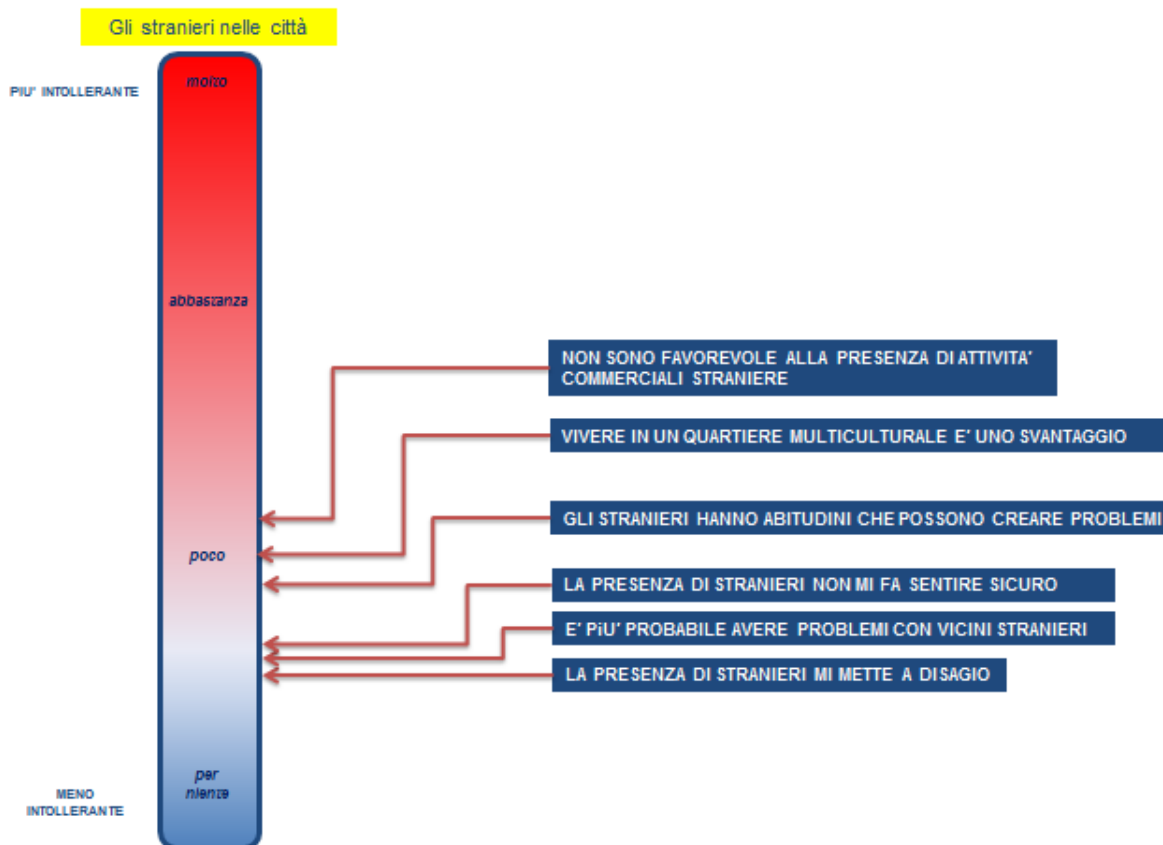 Gli stranieri nelle città
molto
PIU' INTOLLERANTE
abbastanza
NON SONO FAVOREVOLE ALLA PRESENZA DI ATTIVITA'
COMMERCIALI STRANIERE
VIVERE IN UN QUARTIERE MULTICULTURALE E' UNO SVANTAGGIO
GLI STRANIERI HANNO ABITUDINI CHE POSSONO CREARE PROBLEMI
poco
LA PRESENZA DI STRANIERI NON MI FA SENTIRE SICURO
E' PiU' PROBABILE AVERE PROBLEMI CON VICINI STRANIERI
LA PRESENZA DI STRANIERI MI METTE A DISAGIO
per
niente
MENO
INTOLLERANTE